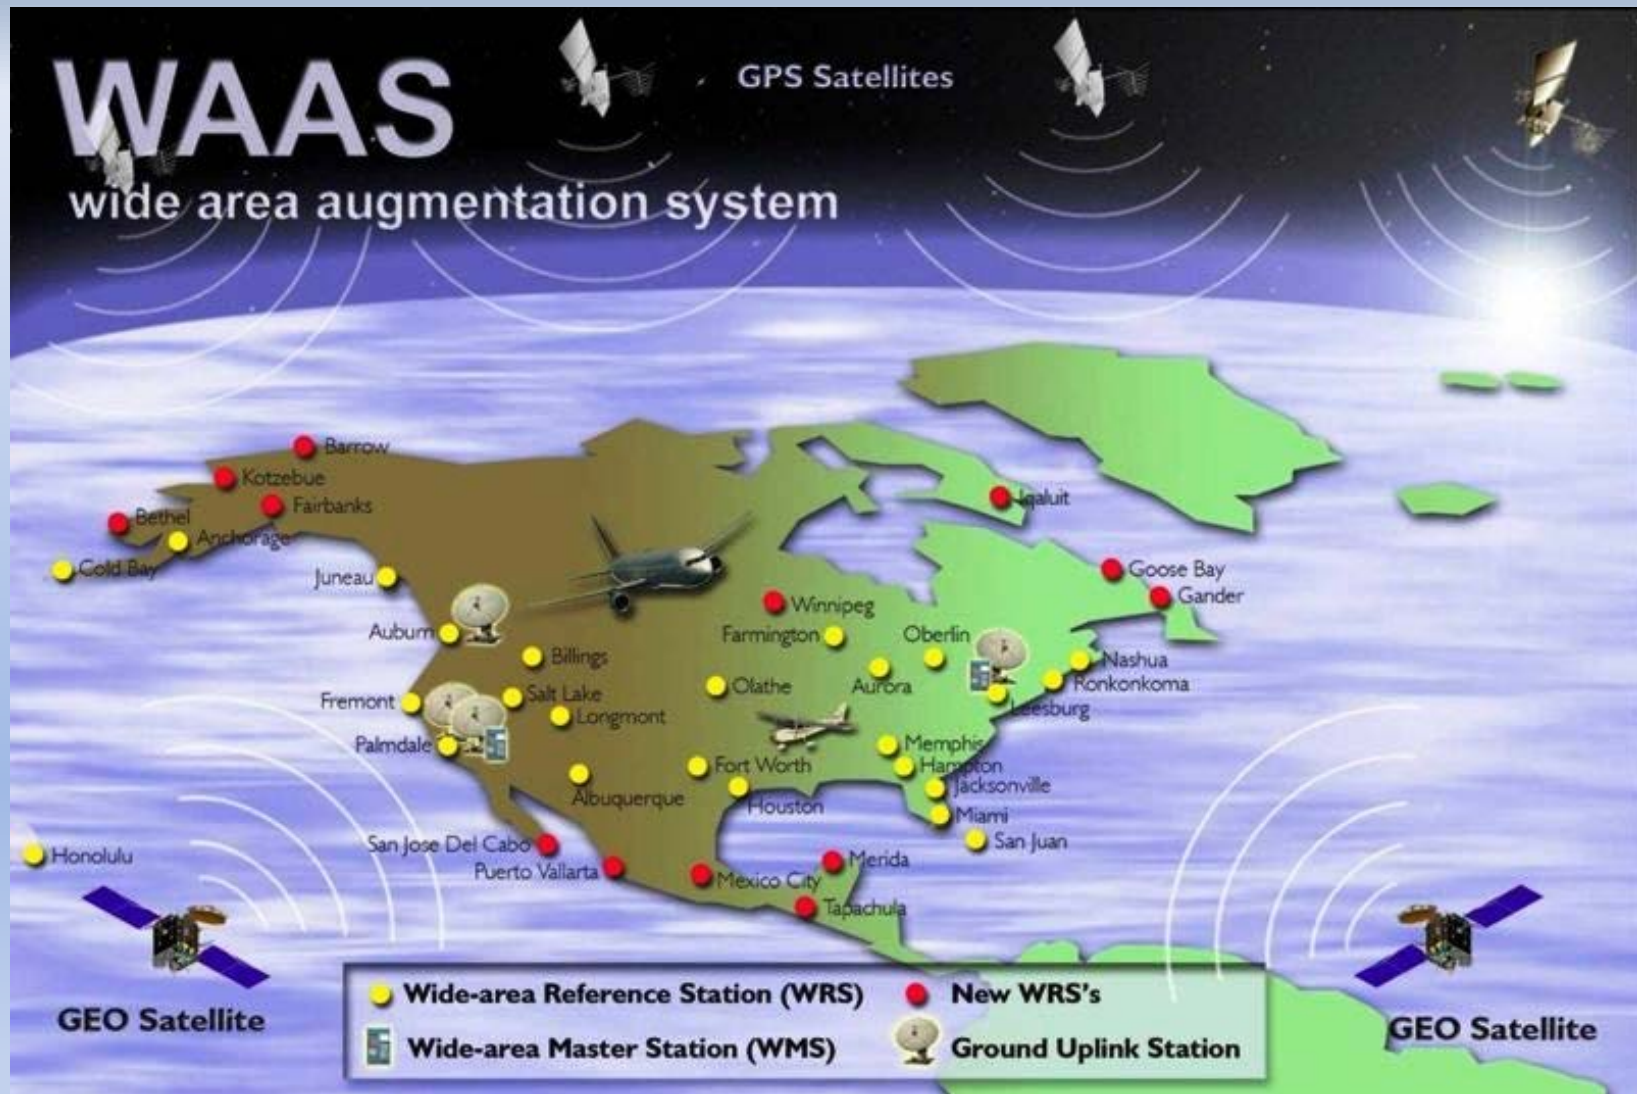 WAAS
GPS Satellites
wide area augmentation system
Barrow
Kotzebue
Fairbanks
Bethel
Anchorage
Cold Bay
Juneau
Iqaluit
Goose Bay
Gander
Winnipeg
Auburn
Farmington
Oberlin
Billings
Nashua
Olathe
Aurora
Ronkonkoma
Fremont
Salt Lake
Longmont
Leesburg
Palmdale
Memphis
Fort Worth
Hampton
Albuquerque
Houston
Jacksonville
Miami
San Jose Del Cabo
San Juan
Honolulu
Puerto Vallarta
Merida
Mexico City
Tapachula
Wide-area Reference Station (WRS)
New WRS's
GEO Satellite
GEO Satellite
Wide-area Master Station (WMS)
Ground Uplink Station